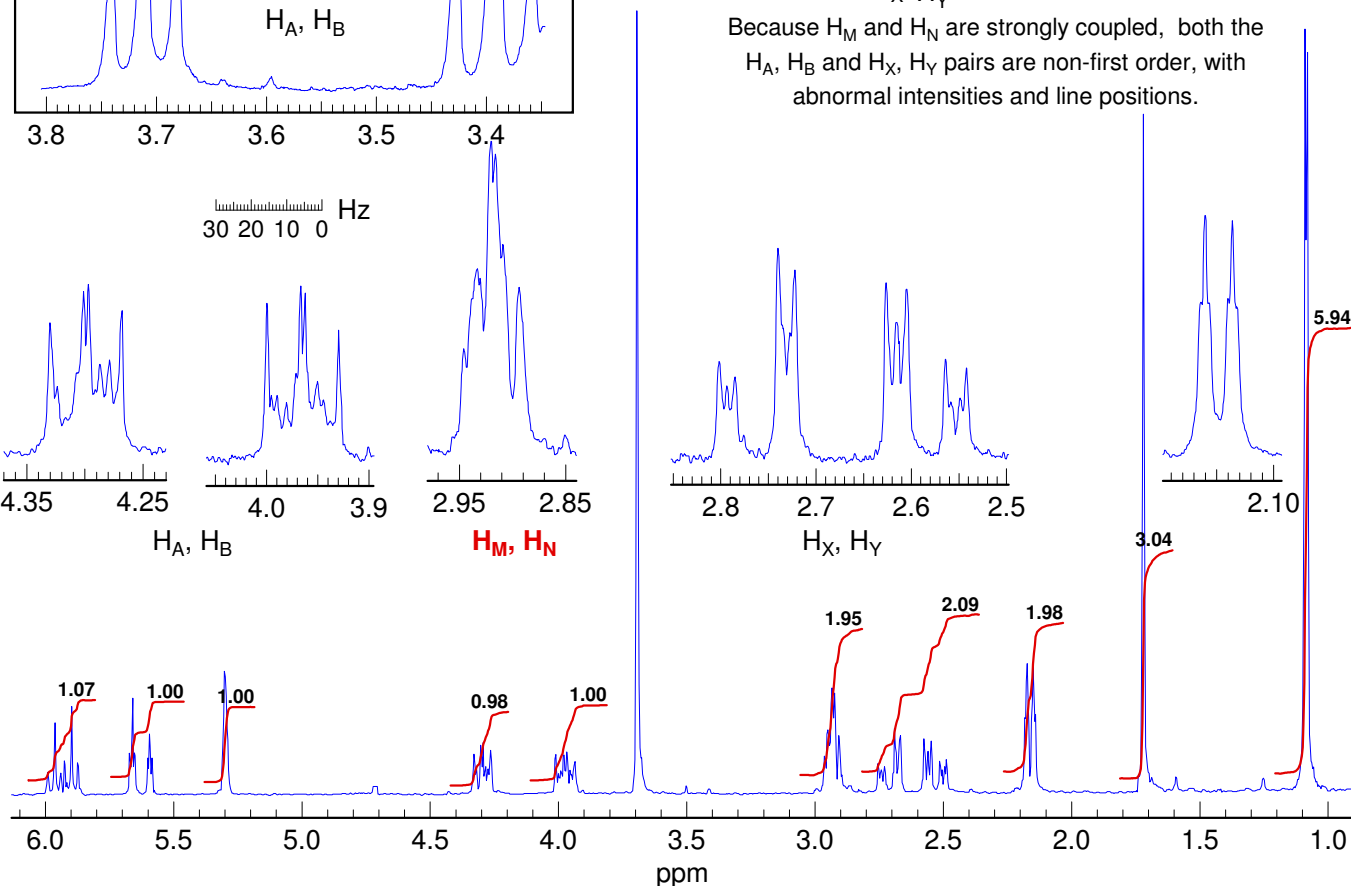 H_A, H_B
X H_Y
Because H_M and H_N are strongly coupled, both the
H_A, H_B and H_X, H_Y pairs are non-first order, with
abnormal intensities and line positions.
3.8 3.7 3.6 3.5 3.4
Hz
30 20 10 0
5.94
4.35 4.25
4.0 3.9
2.95 2.85
2.8 2.7 2.6 2.5
2.10
H_A, H_B
H_M, H_N
H_X, H_Y
3.04
1.95
2.09
1.98
1.07
1.00
1.00
0.98
1.00
6.0 5.5 5.0 4.5 4.0 3.5 3.0 2.5 2.0 1.5 1.0
ppm